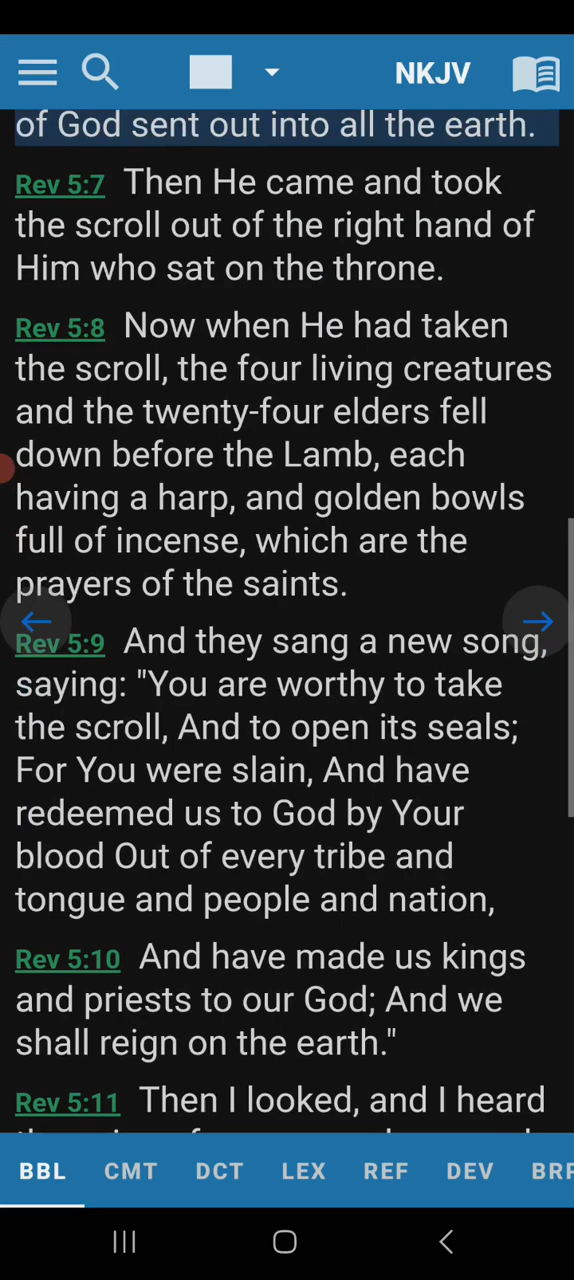 NKJV
of God sent out into all the earth.
Rev 5:7 Then He came and took
the scroll out of the right hand of
Him who sat on the throne.
Rev 5:8 Now when He had taken
the scroll, the four living creatures
and the twenty-four elders fell
down before the Lamb, each
having a harp, and golden bowls
full of incense, which are the
prayers of the saints.
Rev 5:9 And they sang a new song,
saying: "You are worthy to take
the scroll, And to open its seals;
For You were slain, And have
redeemed us to God by Your
blood Out of every tribe and
tongue and people and nation,
Rev 5:10 And have made us kings
and priests to our God; And we
shall reign on the earth."
Rev 5:11 Then I looked, and I heard
BBL CMT DCT LEX REF DEV BRP